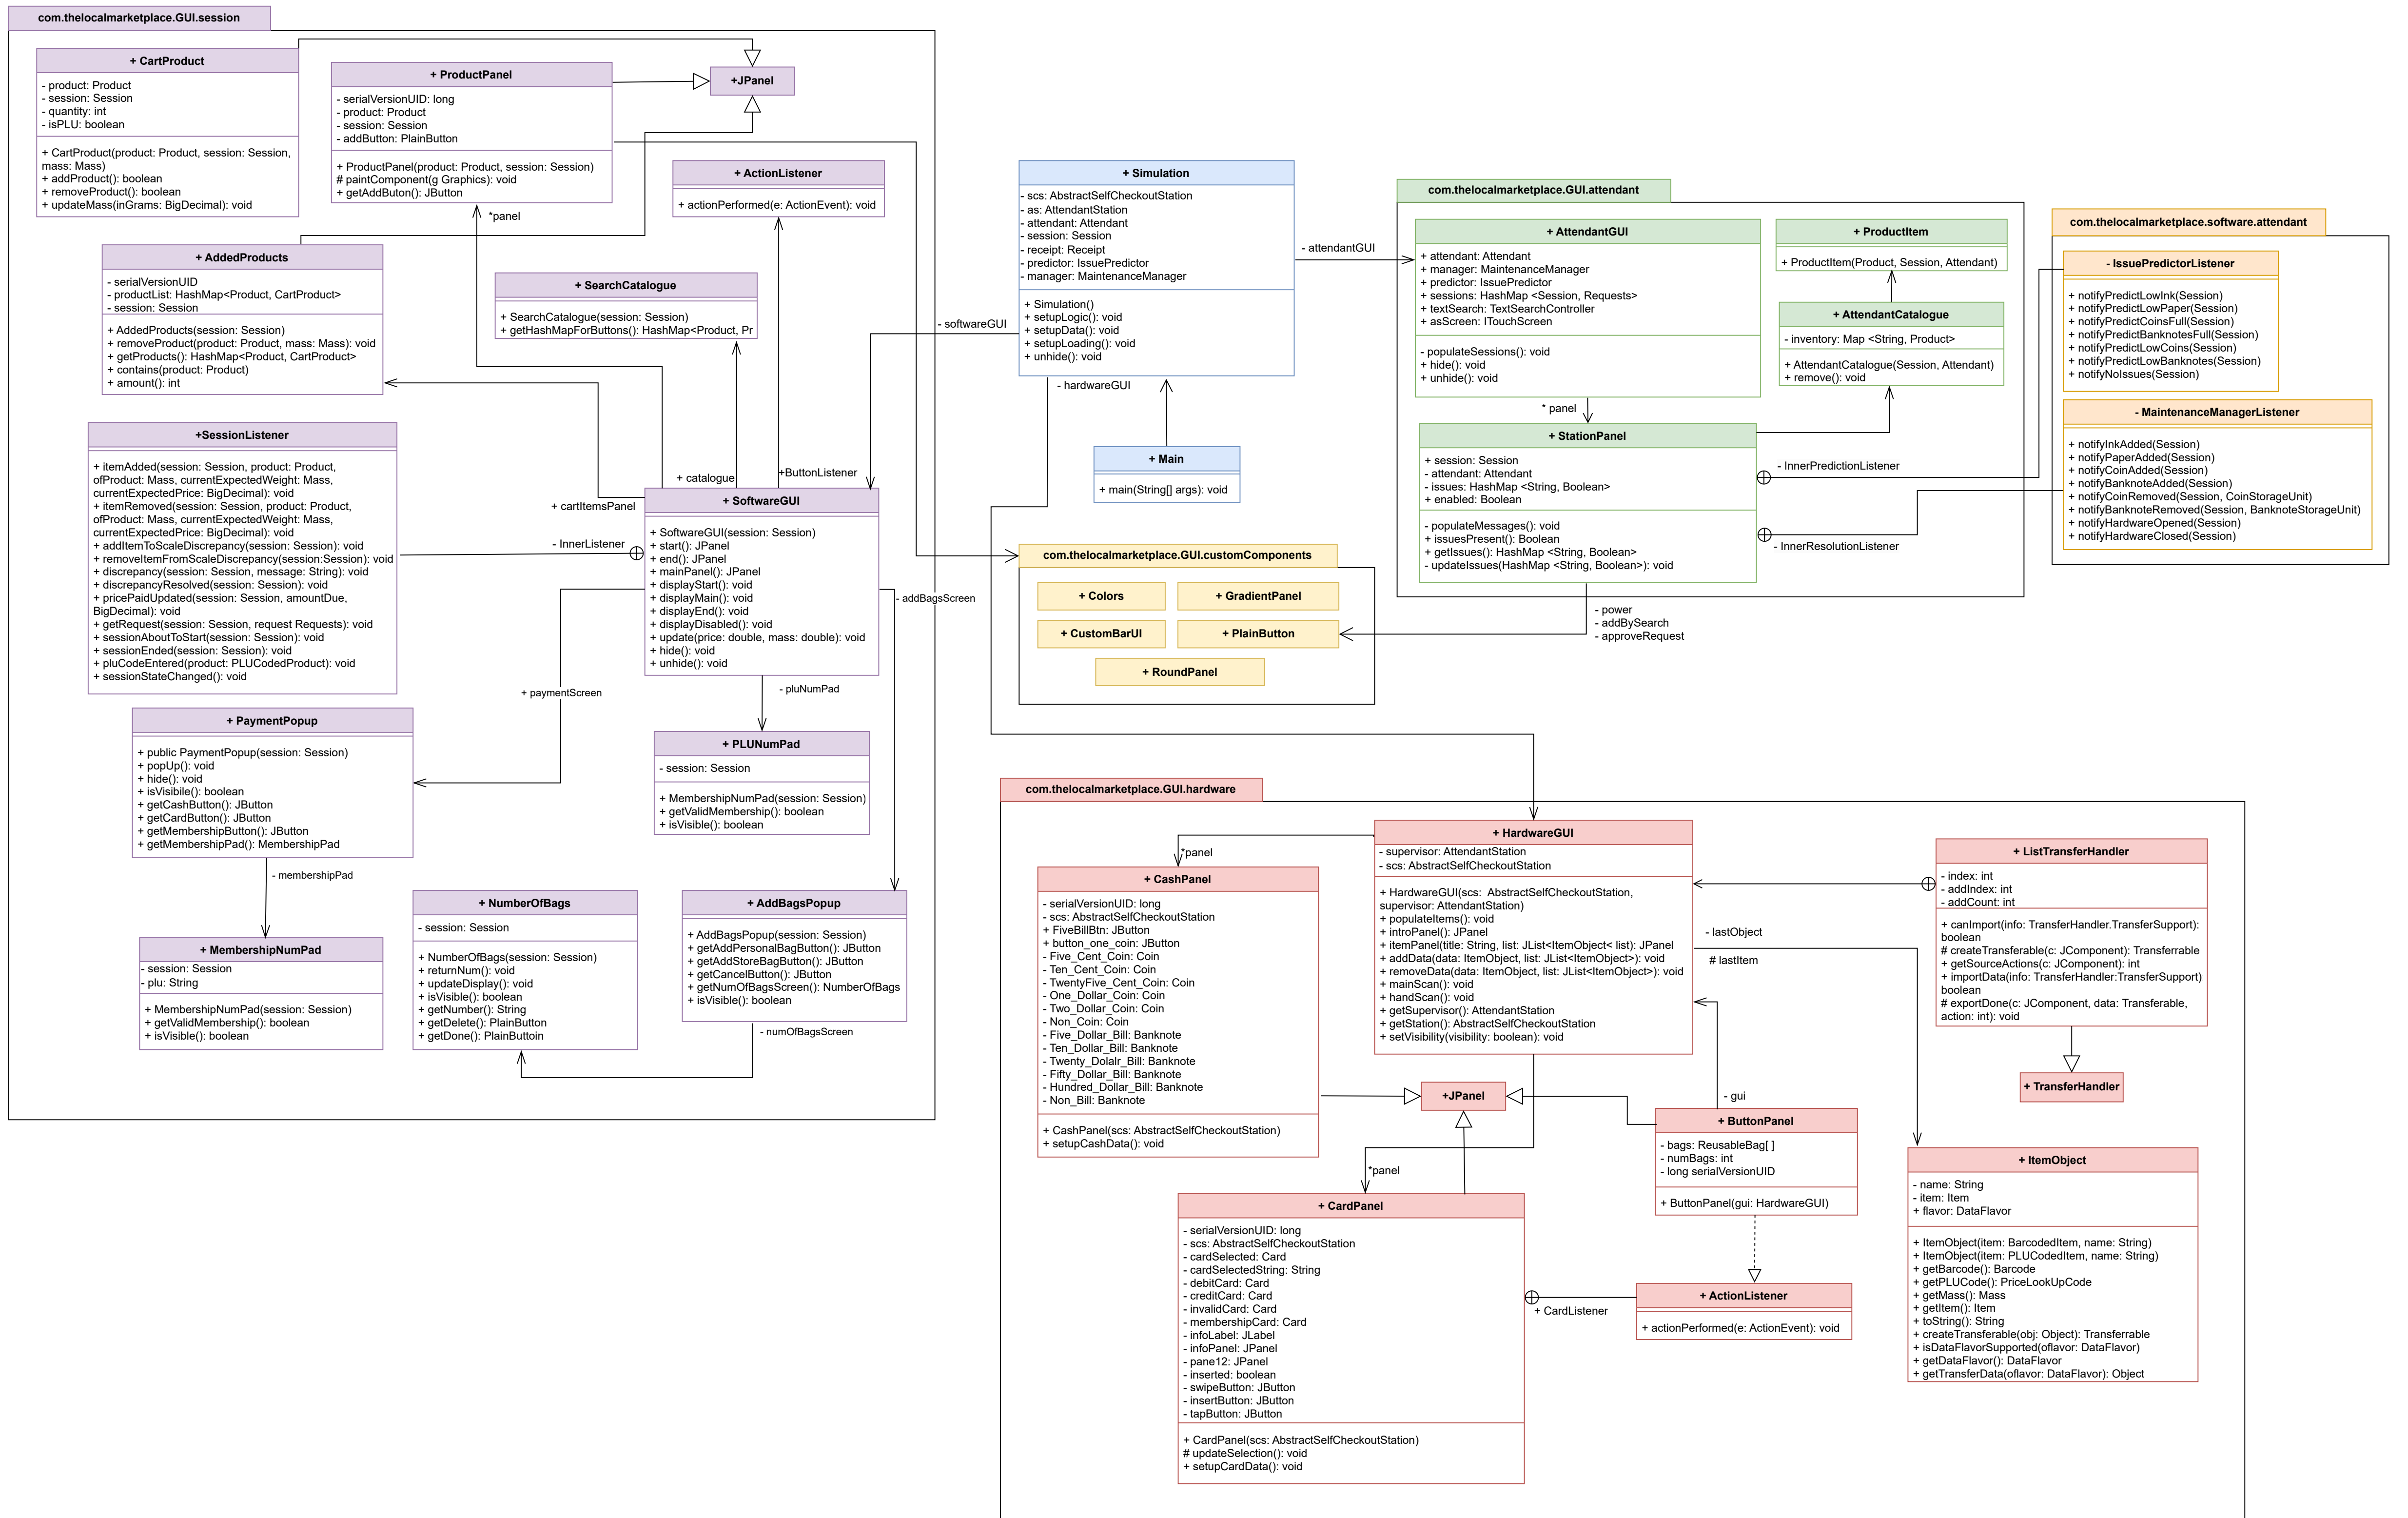 com.thelocalmarketplace.GUI.session
+ CartProduct
- product: Product
- session: Session
- quantity: int
- isPLU: boolean
+ CartProduct(product: Product, session: Session,
mass: Mass)
+ addProduct(): boolean
+ removeProduct(): boolean
+ updateMass(inGrams: BigDecimal): void
+ ProductPanel
- serialVersionUID: long
- product: Product
- session: Session
- addButton: PlainButton
+ ProductPanel(product: Product, session: Session)
# paintComponent(g Graphics): void
+ getAddButon(): JButton
+JPanel
+ ActionListener
+ actionPerformed(e: ActionEvent): void
*panel
+ AddedProducts
- serialVersionUID
- productList: HashMap<Product, CartProduct>
- session: Session
+ AddedProducts(session: Session)
+ removeProduct(product: Product, mass: Mass): void
+ getProducts(): HashMap<Product, CartProduct>
+ contains(product: Product)
+ amount(): int
+ SearchCatalogue
+ SearchCatalogue(session: Session)
+ getHashMapForButtons(): HashMap<Product, Pr
+SessionListener
+ itemAdded(session: Session, product: Product,
ofProduct: Mass, currentExpectedWeight: Mass,
currentExpectedPrice: BigDecimal): void
+ itemRemoved(session: Session, product: Product,
ofProduct: Mass, currentExpectedWeight: Mass,
currentExpectedPrice: BigDecimal): void
+ addItemToScaleDiscrepancy(session: Session): void
+ removeItemFromScaleDiscrepancy(session:Session): void
+ discrepancy(session: Session, message: String): void
+ discrepancyResolved(session: Session): void
+ pricePaidUpdated(session: Session, amountDue,
BigDecimal): void
+ getRequest(session: Session, request Requests): void
+ sessionAboutToStart(session: Session): void
+ sessionEnded(session: Session): void
+ pluCodeEntered(product: PLUCodedProduct): void
+ sessionStateChanged(): void
+ catalogue
+ButtonListener
+ cartItemsPanel
- InnerListener
+ SoftwareGUI
+ SoftwareGUI(session: Session)
+ start(): JPanel
+ end(): JPanel
+ mainPanel(): JPanel
+ displayStart(): void
+ displayMain(): void
+ displayEnd(): void
+ displayDisabled(): void
+ update(price: double, mass: double): void
+ hide(): void
+ unhide(): void
- addBagsScreen
+ paymentScreen
- pluNumPad
+ PaymentPopup
+ public PaymentPopup(session: Session)
+ popUp(): void
+ hide(): void
+ isVisibile(): boolean
+ getCashButton(): JButton
+ getCardButton(): JButton
+ getMembershipButton(): JButton
+ getMembershipPad(): MembershipPad
+ PLUNumPad
- session: Session
+ MembershipNumPad(session: Session)
+ getValidMembership(): boolean
+ isVisible(): boolean
- membershipPad
+ MembershipNumPad
- session: Session
- plu: String
+ MembershipNumPad(session: Session)
+ getValidMembership(): boolean
+ isVisible(): boolean
+ NumberOfBags
- session: Session
+ NumberOfBags(session: Session)
+ returnNum(): void
+ updateDisplay(): void
+ isVisible(): boolean
+ getNumber(): String
+ getDelete(): PlainButton
+ getDone(): PlainButtoin
+ AddBagsPopup
+ AddBagsPopup(session: Session)
+ getAddPersonalBagButton(): JButton
+ getAddStoreBagButton(): JButton
+ getCancelButton(): JButton
+ getNumOfBagsScreen(): NumberOfBags
+ isVisible(): boolean
- numOfBagsScreen
+ Simulation
- scs: AbstractSelfCheckoutStation
- as: AttendantStation
- attendant: Attendant
- session: Session
- receipt: Receipt
- predictor: IssuePredictor
- manager: MaintenanceManager
+ Simulation()
+ setupLogic(): void
+ setupData(): void
+ setupLoading(): void
+ unhide(): void
- attendantGUI
- softwareGUI
- hardwareGUI
+ Main
+ main(String[] args): void
com.thelocalmarketplace.GUI.customComponents
+ Colors
+ GradientPanel
+ CustomBarUI
+ PlainButton
+ RoundPanel
com.thelocalmarketplace.GUI.attendant
+ AttendantGUI
+ attendant: Attendant
+ manager: MaintenanceManager
+ predictor: IssuePredictor
+ sessions: HashMap <Session, Requests>
+ textSearch: TextSearchController
+ asScreen: ITouchScreen
- populateSessions(): void
+ hide(): void
+ unhide(): void
+ ProductItem
+ ProductItem(Product, Session, Attendant)
+ AttendantCatalogue
- inventory: Map <String, Product>
+ AttendantCatalogue(Session, Attendant)
+ remove(): void
* panel
+ StationPanel
+ session: Session
- attendant: Attendant
- issues: HashMap <String, Boolean>
+ enabled: Boolean
- populateMessages(): void
+ issuesPresent(): Boolean
+ getIssues(): HashMap <String, Boolean>
- updateIssues(HashMap <String, Boolean>): void
- InnerPredictionListener
- InnerResolutionListener
- power
- addBySearch
- approveRequest
com.thelocalmarketplace.software.attendant
- IssuePredictorListener
+ notifyPredictLowInk(Session)
+ notifyPredictLowPaper(Session)
+ notifyPredictCoinsFull(Session)
+ notifyPredictBanknotesFull(Session)
+ notifyPredictLowCoins(Session)
+ notifyPredictLowBanknotes(Session)
+ notifyNoIssues(Session)
- MaintenanceManagerListener
+ notifyInkAdded(Session)
+ notifyPaperAdded(Session)
+ notifyCoinAdded(Session)
+ notifyBanknoteAdded(Session)
+ notifyCoinRemoved(Session, CoinStorageUnit)
+ notifyBanknoteRemoved(Session, BanknoteStorageUnit)
+ notifyHardwareOpened(Session)
+ notifyHardwareClosed(Session)
com.thelocalmarketplace.GUI.hardware
*panel
+ CashPanel
- serialVersionUID: long
- scs: AbstractSelfCheckoutStation
+ FiveBillBtn: JButton
+ button_one_coin: JButton
- Five_Cent_Coin: Coin
- Ten_Cent_Coin: Coin
- TwentyFive_Cent_Coin: Coin
- One_Dollar_Coin: Coin
- Two_Dollar_Coin: Coin
- Non_Coin: Coin
- Five_Dollar_Bill: Banknote
- Ten_Dollar_Bill: Banknote
- Twenty_Dolalr_Bill: Banknote
- Fifty_Dollar_Bill: Banknote
- Hundred_Dollar_Bill: Banknote
- Non_Bill: Banknote
+ CashPanel(scs: AbstractSelfCheckoutStation)
+ setupCashData(): void
+ HardwareGUI
- supervisor: AttendantStation
- scs: AbstractSelfCheckoutStation
+ HardwareGUI(scs:  AbstractSelfCheckoutStation,
supervisor: AttendantStation)
+ populateItems(): void
+ introPanel(): JPanel
+ itemPanel(title: String, list: JList<ItemObject< list): JPanel
+ addData(data: ItemObject, list: JList<ItemObject>): void
+ removeData(data: ItemObject, list: JList<ItemObject>): void
+ mainScan(): void
+ handScan(): void
+ getSupervisor(): AttendantStation
+ getStation(): AbstractSelfCheckoutStation
+ setVisibility(visibility: boolean): void
- lastObject
# lastItem
+ ListTransferHandler
- index: int
- addIndex: int
- addCount: int
+ canImport(info: TransferHandler.TransferSupport):
boolean
# createTransferable(c: JComponent): Transferrable
+ getSourceActions(c: JComponent): int
+ importData(info: TransferHandler:TransferSupport):
boolean
# exportDone(c: JComponent, data: Transferable,
action: int): void
+ TransferHandler
+JPanel
- gui
+ ButtonPanel
- bags: ReusableBag[ ]
- numBags: int
- long serialVersionUID
+ ButtonPanel(gui: HardwareGUI)
*panel
+ CardPanel
- serialVersionUID: long
- scs: AbstractSelfCheckoutStation
- cardSelected: Card
- cardSelectedString: String
- debitCard: Card
- creditCard: Card
- invalidCard: Card
- membershipCard: Card
- infoLabel: JLabel
- infoPanel: JPanel
- pane12: JPanel
- inserted: boolean
- swipeButton: JButton
- insertButton: JButton
- tapButton: JButton
+ CardPanel(scs: AbstractSelfCheckoutStation)
# updateSelection(): void
+ setupCardData(): void
+ CardListener
+ ActionListener
+ actionPerformed(e: ActionEvent): void
+ ItemObject
- name: String
- item: Item
+ flavor: DataFlavor
+ ItemObject(item: BarcodedItem, name: String)
+ ItemObject(item: PLUCodedItem, name: String)
+ getBarcode(): Barcode
+ getPLUCode(): PriceLookUpCode
+ getMass(): Mass
+ getItem(): Item
+ toString(): String
+ createTransferable(obj: Object): Transferrable
+ isDataFlavorSupported(oflavor: DataFlavor)
+ getDataFlavor(): DataFlavor
+ getTransferData(oflavor: DataFlavor): Object